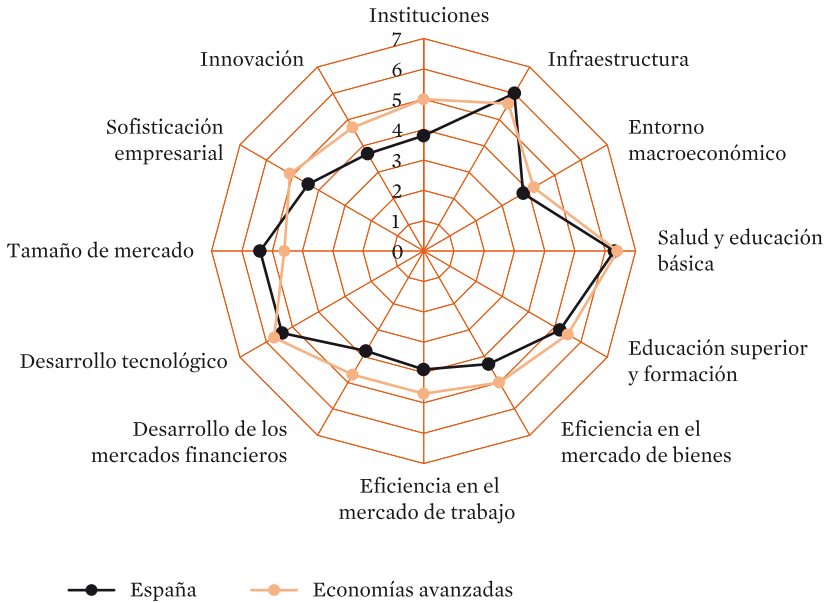 Instituciones
7
6
5
4
3
2
1
0
Infraestructura
Entorno
macroeconómico
Salud y educación
básica
Educación superior
y formación
Eficiencia en el
mercado de bienes
Eficiencia en el
mercado de trabajo
Desarrollo de los
mercados financieros
Desarrollo tecnológico
Tamaño de mercado
Sofisticación
empresarial
Innovación
España
Economías avanzadas